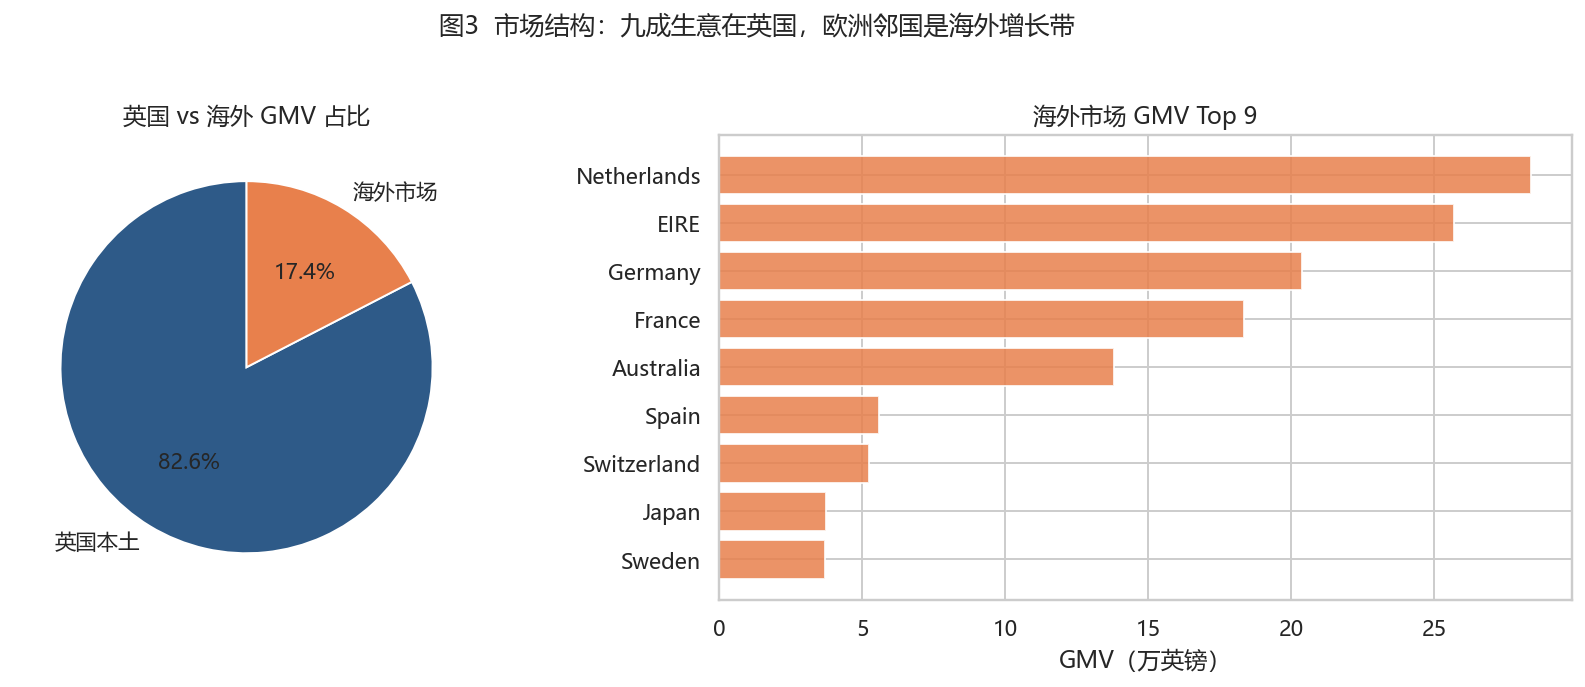 图3 市场结构：九成生意在英国，欧洲邻国是海外增长带
英国 vs 海外 GMV 占比
海外市场
17.4%
82.6%
英国本土
海外市场 GMV Top 9
Netherlands
EIRE
Germany
France
Australia
Spain
Switzerland
Japan
Sweden
0 5 10 15 20 25
GMV（万英镑）